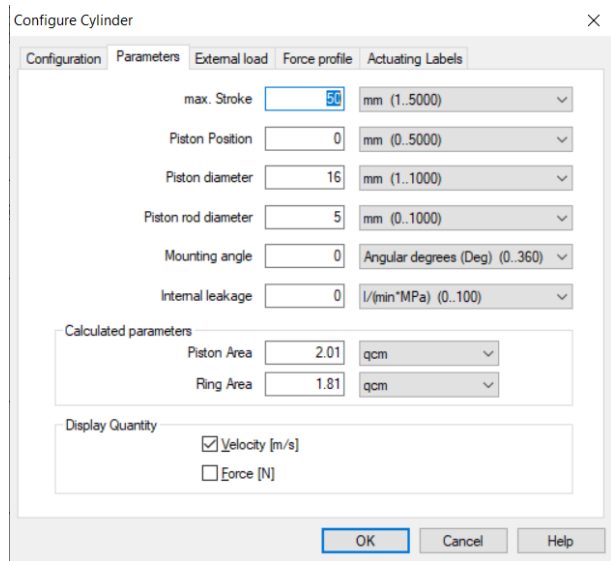 Configure Cylinder
Configuration Parameters External load Force profile Actuating Labels
max. Stroke 50 mm (1..5000)
Piston Position 0 mm (0..5000)
Piston diameter 16 mm (1..1000)
Piston rod diameter 5 mm (0..1000)
Mounting angle 0 Angular degrees (Deg) (0..360)
Internal leakage 0 l/(min*MPa) (0..100)
Calculated parameters
Piston Area 2.01 qcm
Ring Area 1.81 qcm
Display Quantity
Velocity [m/s]
Force [N]
OK Cancel Help